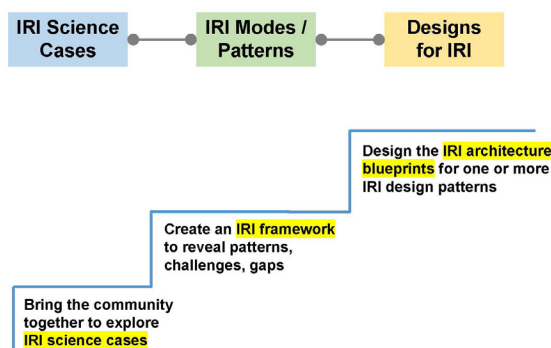 IRI Science
Cases
IRI Modes /
Patterns
Designs
for IRI
Design the IRI architecture
blueprints for one or more
IRI design patterns
Create an IRI framework
to reveal patterns,
challenges, gaps
Bring the community
together to explore
IRI science cases